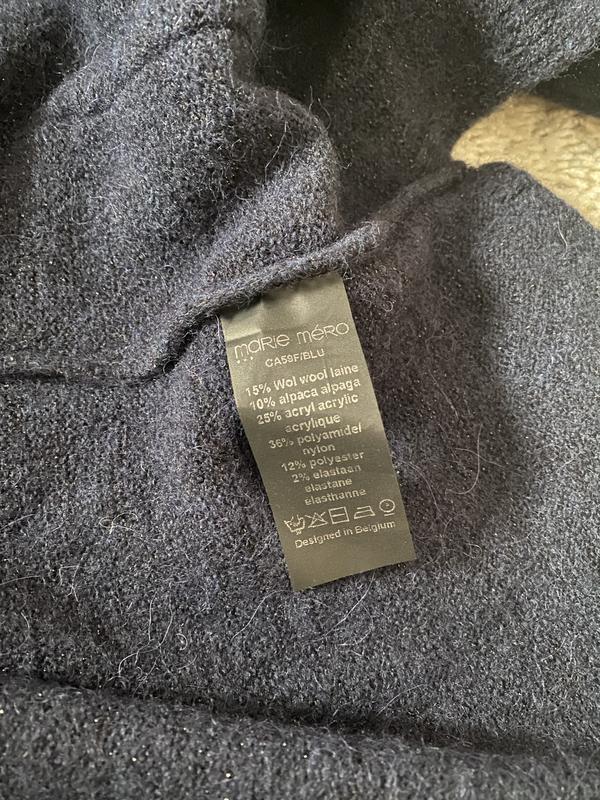 marie méro
CA59F/BLU
15% Wol wool laine
10% alpaca alpaga
25% acryl acrylic
acrylique
36% polyamide/
nylon
12% polyester
2% elastaan
elastane
élasthanne
Designed in Belgium